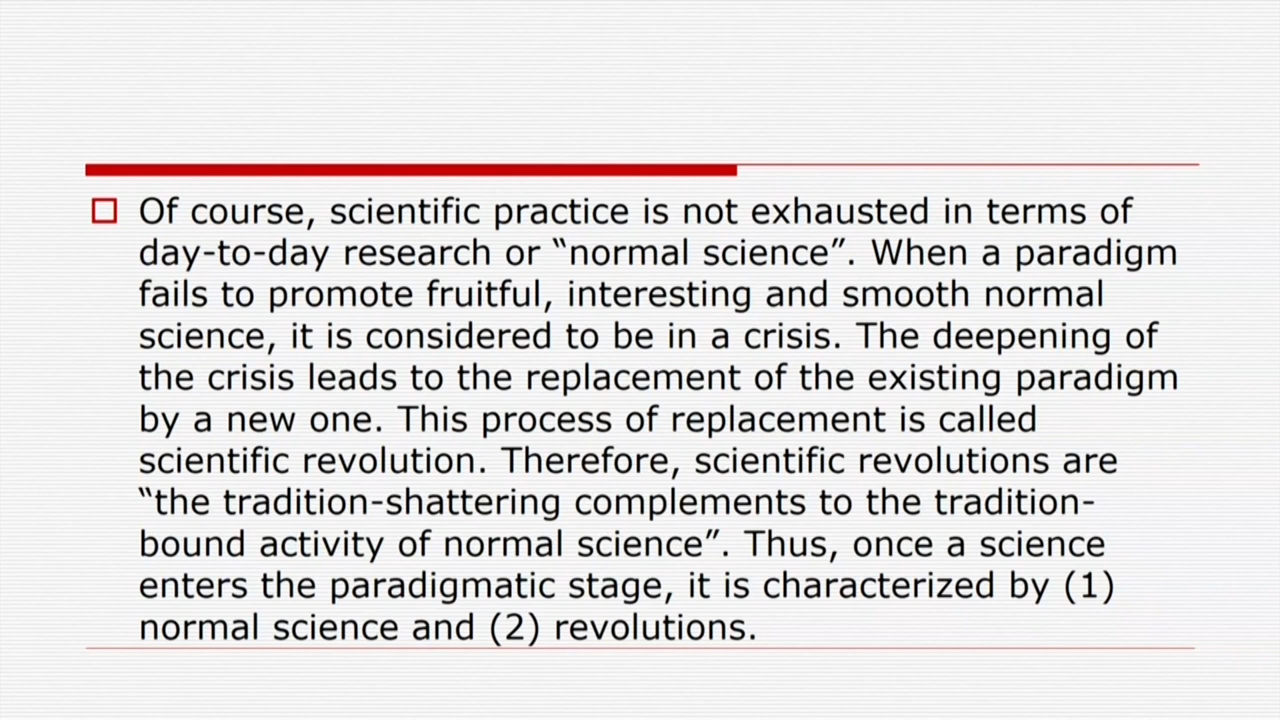 Of course, scientific practice is not exhausted in terms of
day-to-day research or “normal science”. When a paradigm
fails to promote fruitful, interesting and smooth normal
science, it is considered to be in a crisis. The deepening of
the crisis leads to the replacement of the existing paradigm
by a new one. This process of replacement is called
scientific revolution. Therefore, scientific revolutions are
“the tradition-shattering complements to the tradition-
bound activity of normal science”. Thus, once a science
enters the paradigmatic stage, it is characterized by (1)
normal science and (2) revolutions.